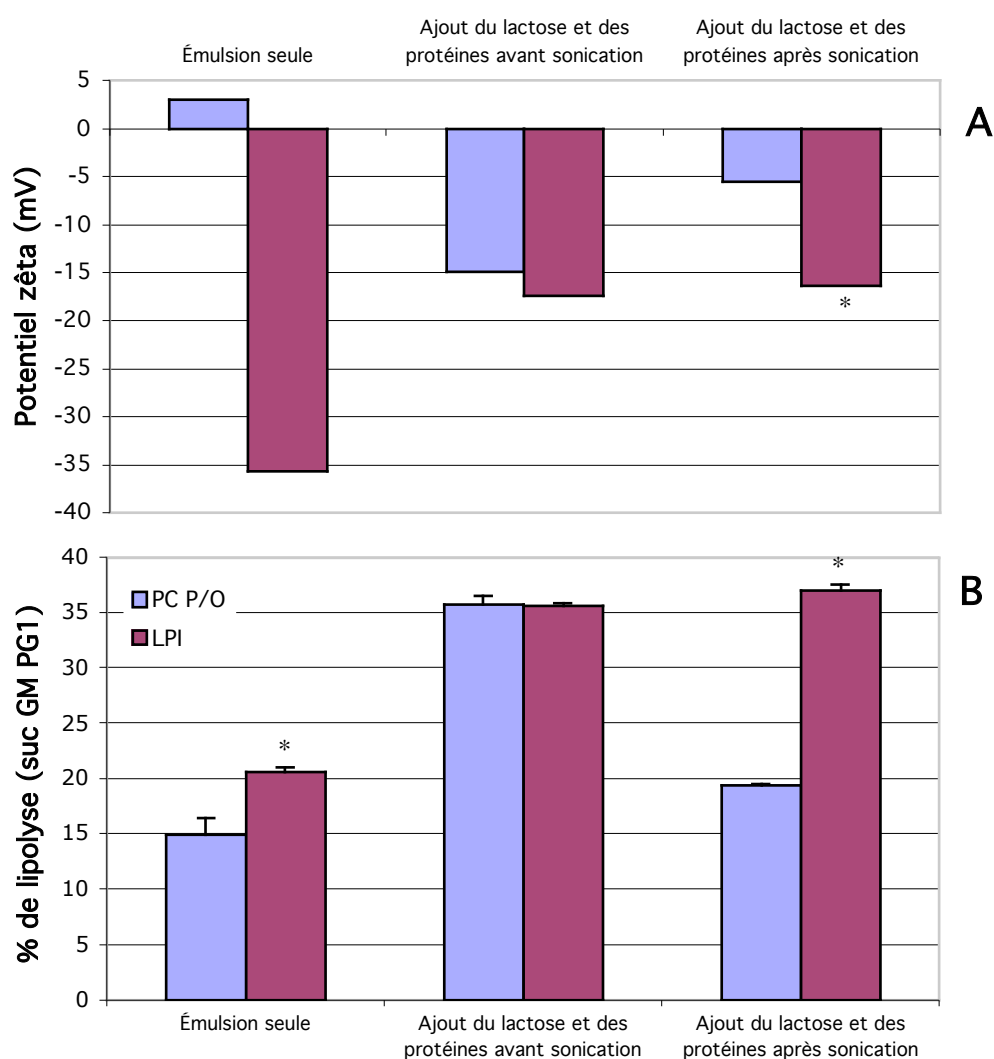 Émulsion seule
Ajout du lactose et des
protéines avant sonication
Ajout du lactose et des
protéines après sonication
A
Potentiel zêta (mV)
5
0
-5
-10
-15
-20
-25
-30
-35
-40
*
B
% de lipolyse (suc GM PG1)
40
35
30
25
20
15
10
5
0
PC P/O
LPI
*
*
Émulsion seule
Ajout du lactose et des
protéines avant sonication
Ajout du lactose et des
protéines après sonication